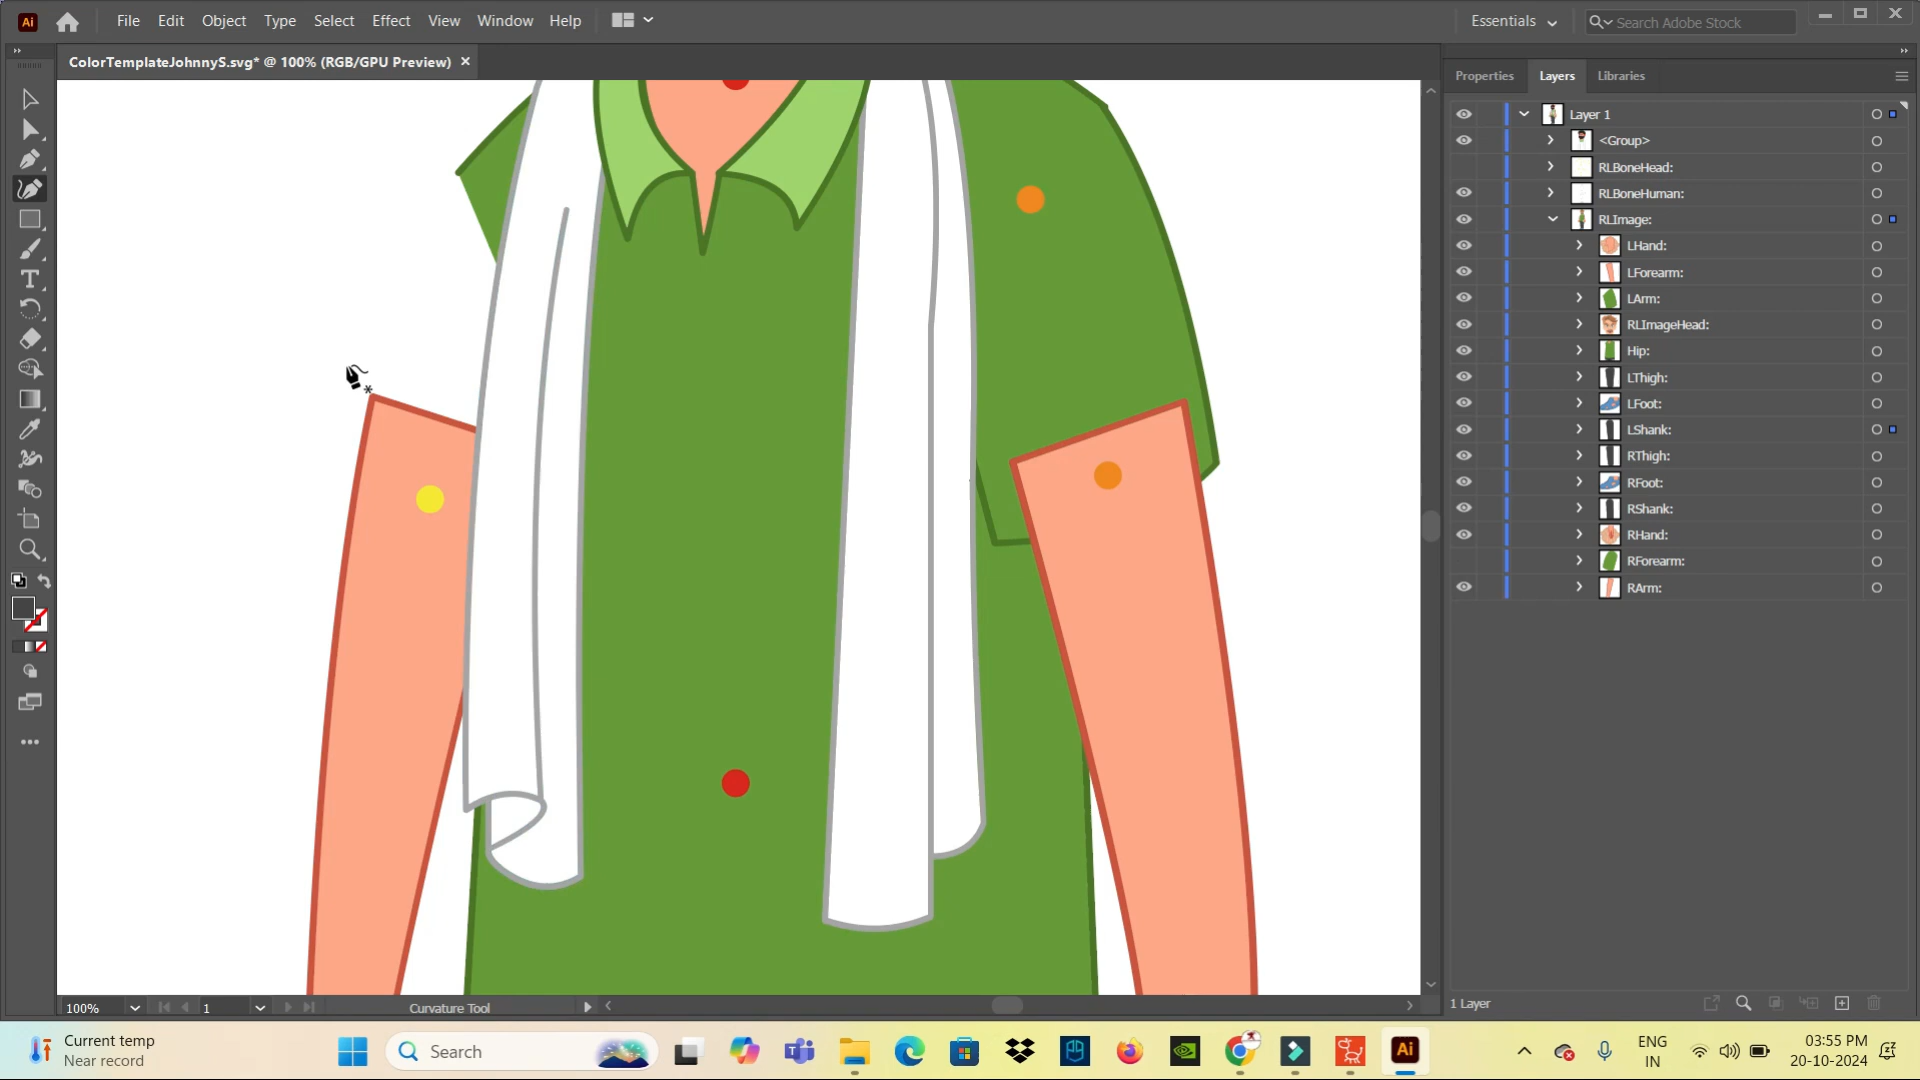 Ai File Edit Object Type Select Effect View Window Help Essentials Search Adobe Stock
ColorTemplateJohnnyS.svg* @ 100% (RGB/GPU Preview) ×
Properties Layers Libraries
Layer 1
<Group>
RLBoneHead:
RLBoneHuman:
RLImage:
LHand:
LForearm:
LArm:
RLImageHead:
Hip:
LThigh:
LFoot:
LShank:
RThigh:
RFoot:
RShank:
RHand:
RForearm:
RArm:
100% 1 Curvature Tool
1 Layer
Current temp
Near record
Search
Ai
ENG
IN
03:55 PM
20-10-2024